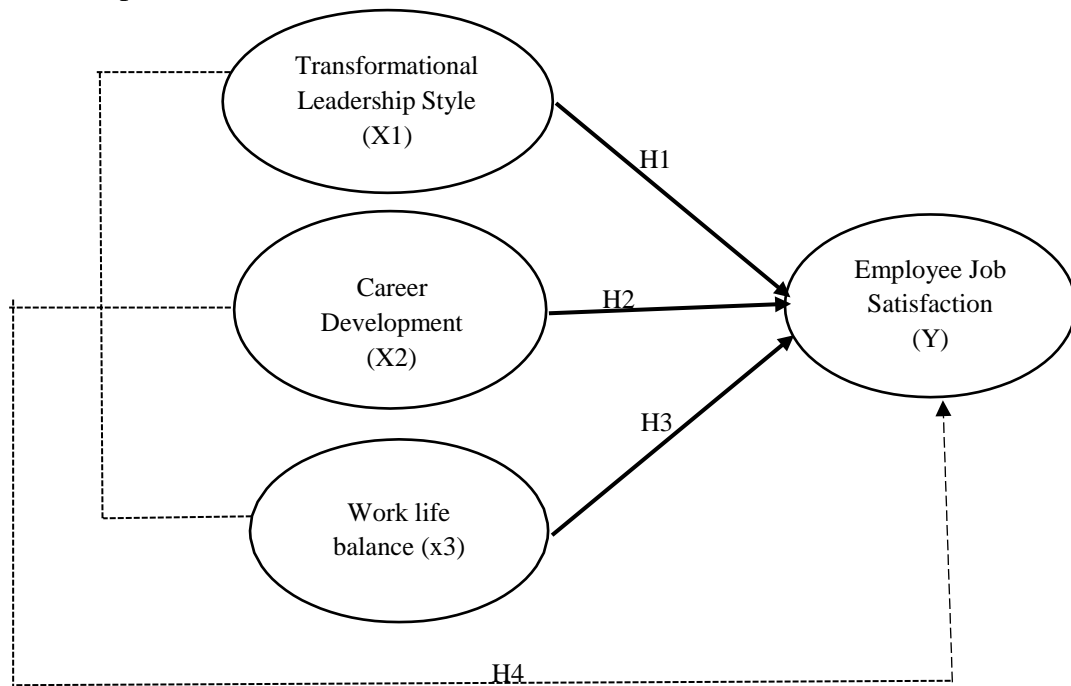 Transformational
Leadership Style
(X1)
H1
Career
Development
(X2)
H2
Employee Job
Satisfaction
(Y)
H3
Work life
balance (x3)
H4